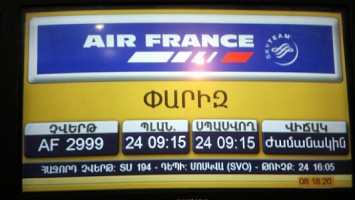 AIR FRANCE
SKYTEAM
ՓԱՐԻԶ
ՉՎԵՐԹ ՊԼԱՆ. ՍՊԱՍՎՈՂ ՎԻՃԱԿ
AF 2999 24 09:15 24 09:15 Ժամանակին
ՀԱՋՈՐԴ ՉՎԵՐԹ: SU 194 - ԴԵՊԻ: ՄՈՍԿՎԱ (SVO) - ԹՌԻՉՔ: 24 16:05
08:18:20